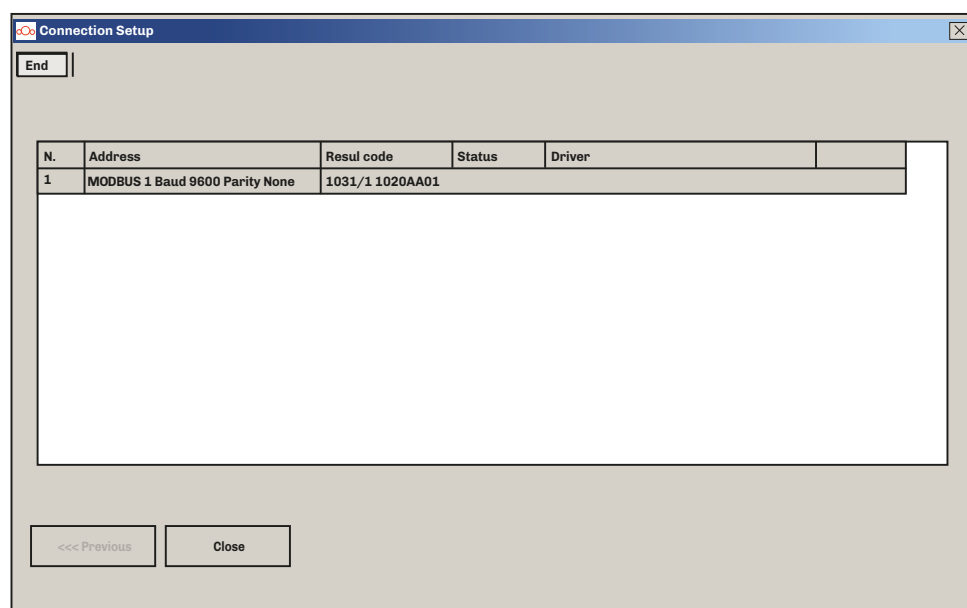 Connection Setup
End
N. Address Resul code Status Driver
1 MODBUS 1 Baud 9600 Parity None 1031/1 1020AA01
<<< Previous Close